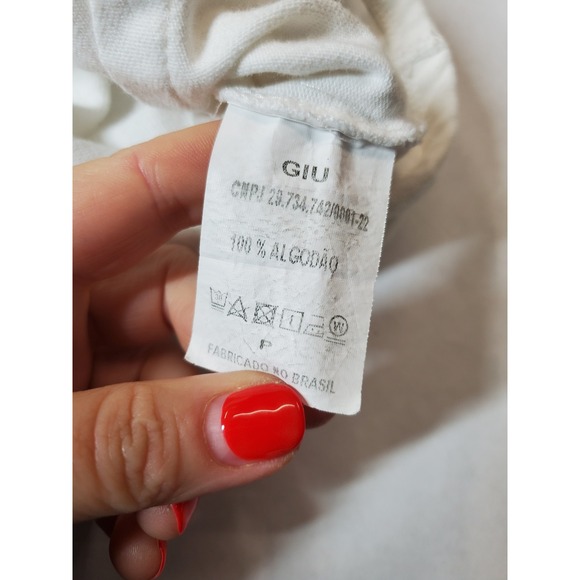 GIU
CNPJ 29.734.742/0001-22
100 % ALGODÃO
P
FABRICADO NO BRASIL